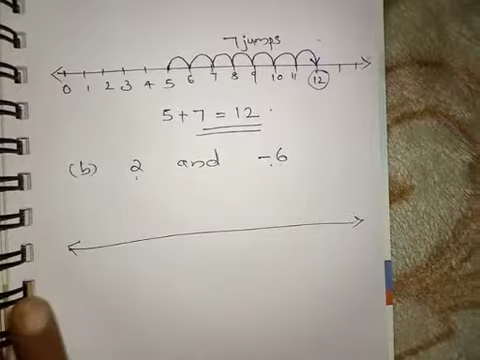 7 jumps
0 1 2 3 4 5 6 7 8 9 10 11 12
5 + 7 = 12
(b) 2 and -6